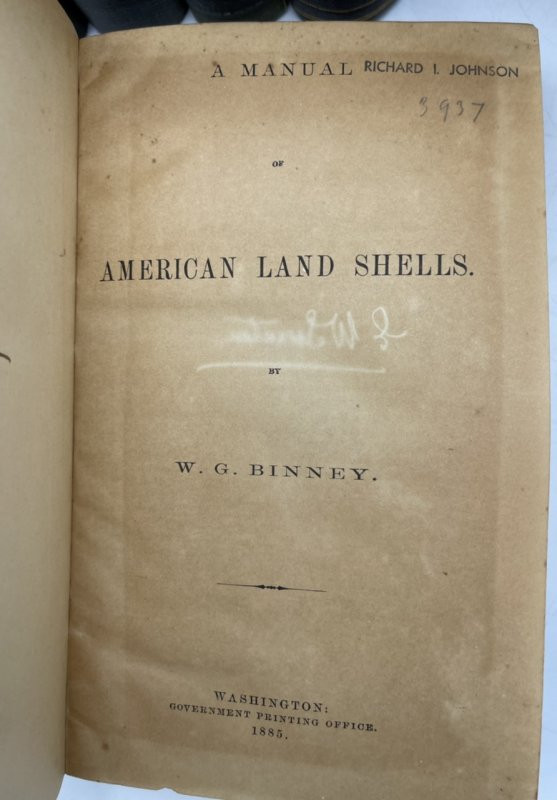 A MANUAL RICHARD I. JOHNSON
3937
OF
AMERICAN LAND SHELLS.
BY
W. G. BINNEY.
WASHINGTON:
GOVERNMENT PRINTING OFFICE.
1885.